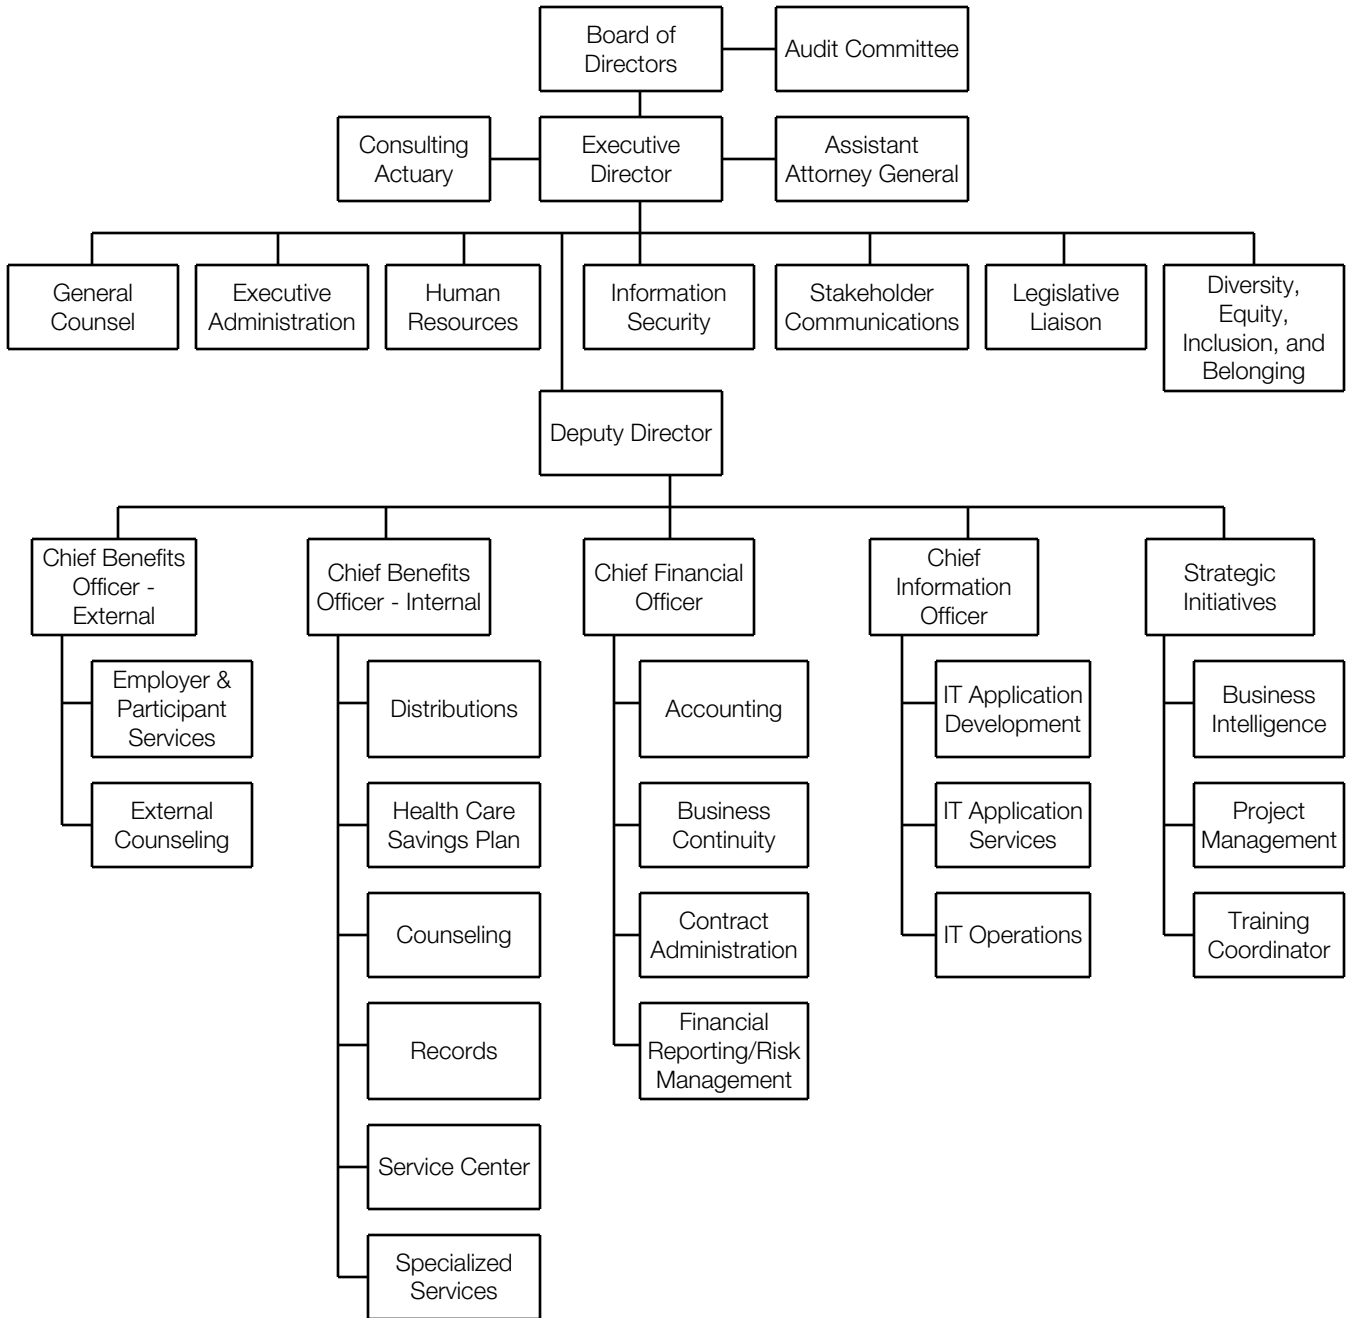 Board of
Directors
Audit Committee
Consulting
Actuary
Executive
Director
Assistant
Attorney General
General
Counsel
Executive
Administration
Human
Resources
Information
Security
Stakeholder
Communications
Legislative
Liaison
Diversity,
Equity,
Inclusion, and
Belonging
Deputy Director
Chief Benefits
Officer -
External
Chief Benefits
Officer - Internal
Chief Financial
Officer
Chief
Information
Officer
Strategic
Initiatives
Employer &
Participant
Services
External
Counseling
Distributions
Health Care
Savings Plan
Counseling
Records
Service Center
Specialized
Services
Accounting
Business
Continuity
Contract
Administration
Financial
Reporting/Risk
Management
IT Application
Development
IT Application
Services
IT Operations
Business
Intelligence
Project
Management
Training
Coordinator